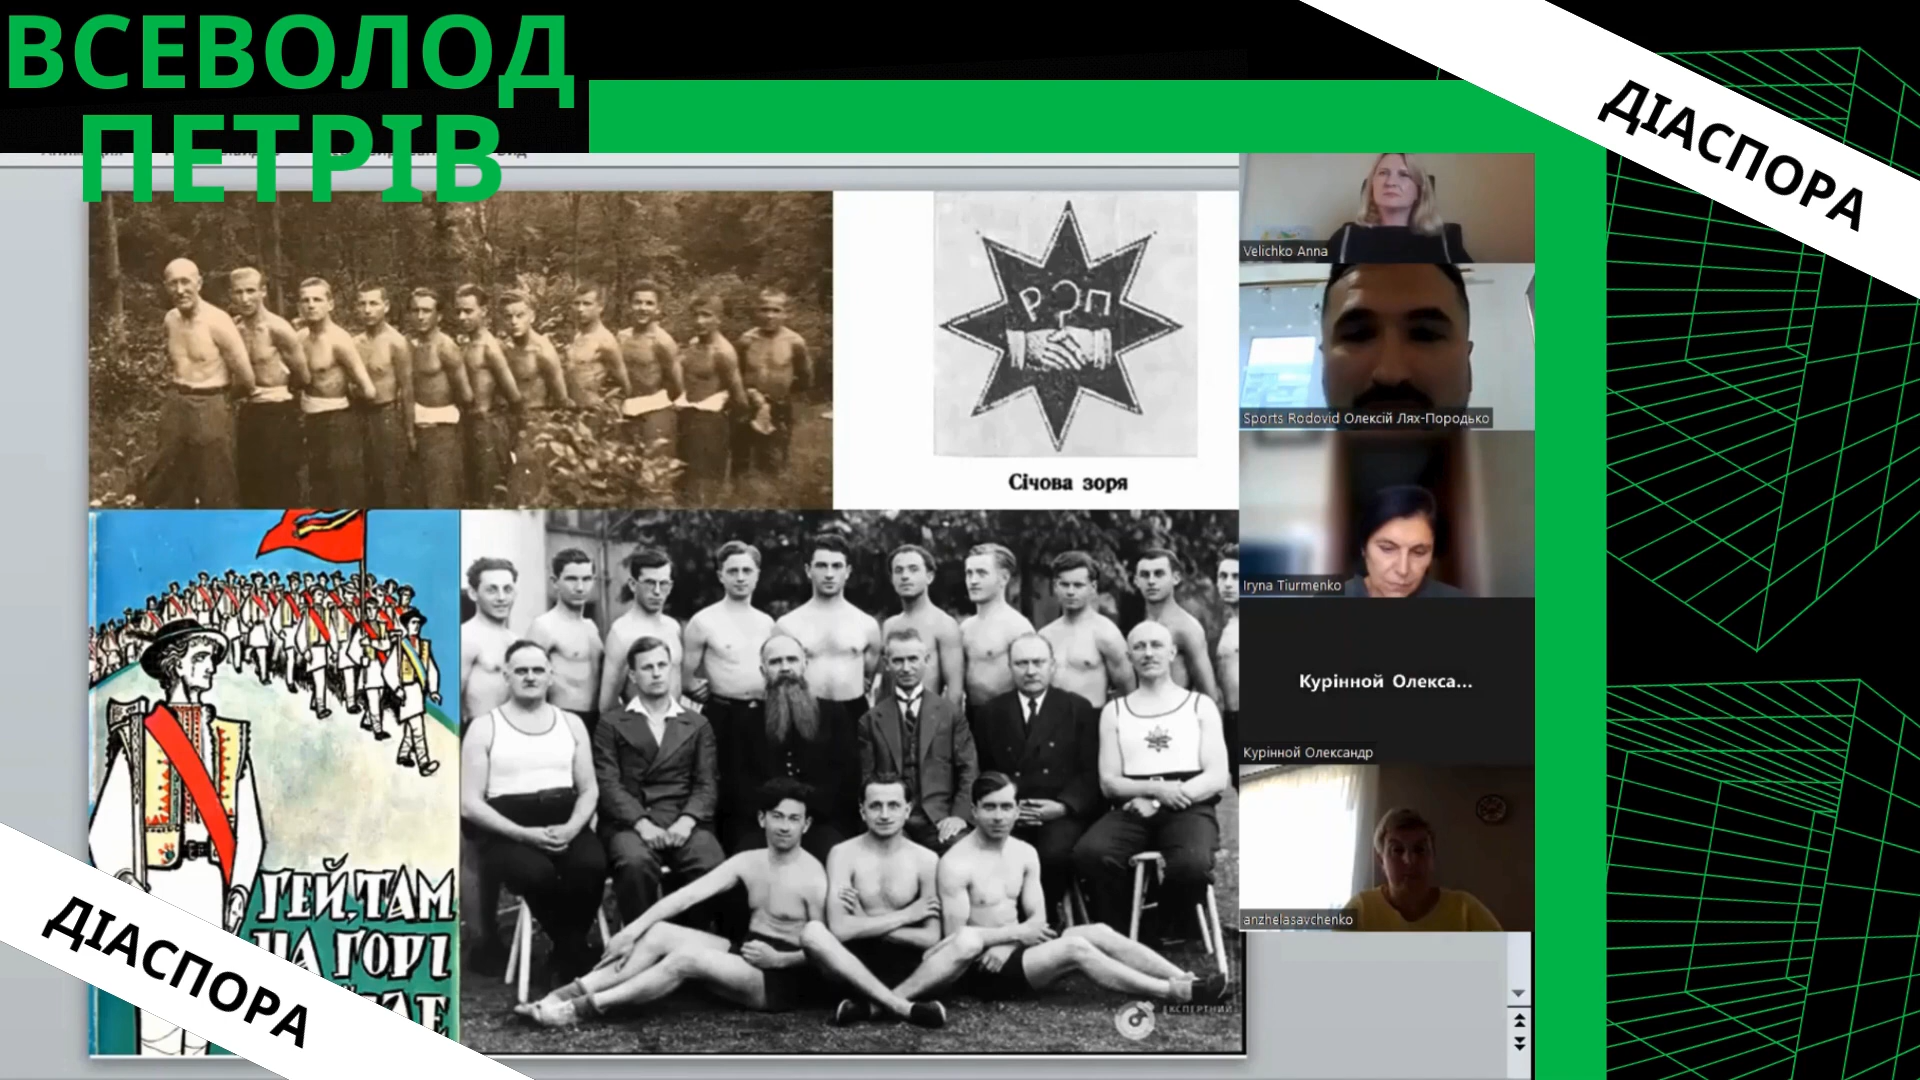 ВСЕВОЛОД
ПЕТРІВ
ДІАСПОРА
Velichko Anna
Р П
Sports Rodovid Олексій Лях-Породько
Січова зоря
Iryna Tiurmenko
Курінной Олекса...
Курінной Олександр
anzhelasavchenko
ГЕЙ, ТАМ
НА ГОРІ
ДІАСПОРА
ЕКСПЕРТНИЙ